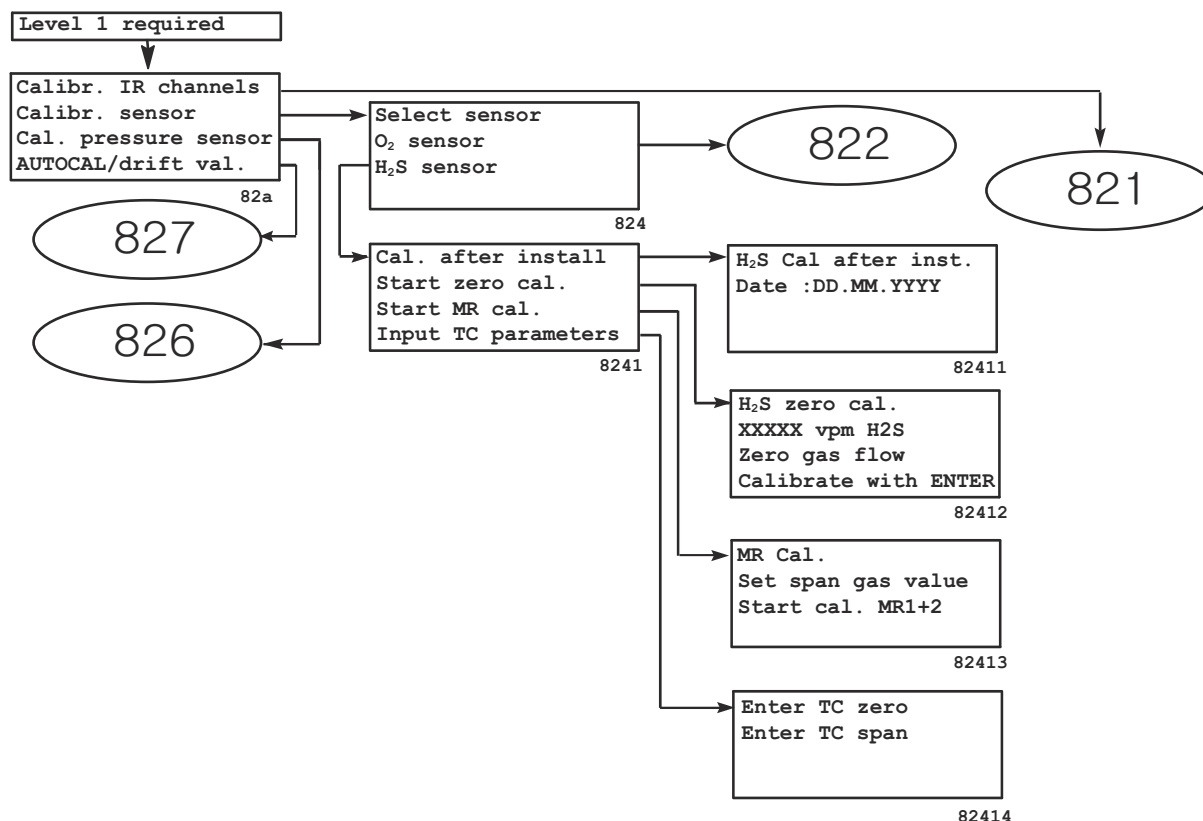 Level 1 required
Calibr. IR channels
Calibr. sensor
Cal. pressure sensor
AUTOCAL/drift val.
82a
Select sensor
O₂ sensor
H₂S sensor
824
822
821
827
826
Cal. after install
Start zero cal.
Start MR cal.
Input TC parameters
8241
H₂S Cal after inst.
Date :DD.MM.YYYY
82411
H₂S zero cal.
XXXXX vpm H2S
Zero gas flow
Calibrate with ENTER
82412
MR Cal.
Set span gas value
Start cal. MR1+2
82413
Enter TC zero
Enter TC span
82414